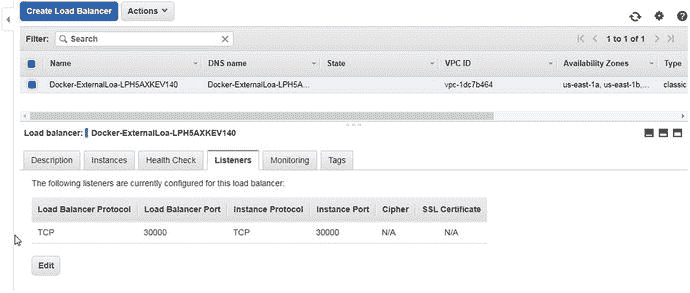 Create Load Balancer Actions
Filter: Search 1 to 1 of 1
Name DNS name State VPC ID Availability Zones Type
Docker-ExternalLoa-LPH5AXKEV140 Docker-ExternalLoa-LPH5A... vpc-1dc7b464 us-east-1a, us-east-1b,... classic
Load balancer: Docker-ExternalLoa-LPH5AXKEV140
Description Instances Health Check Listeners Monitoring Tags
The following listeners are currently configured for this load balancer:
Load Balancer Protocol Load Balancer Port Instance Protocol Instance Port Cipher SSL Certificate
TCP 30000 TCP 30000 N/A N/A
Edit